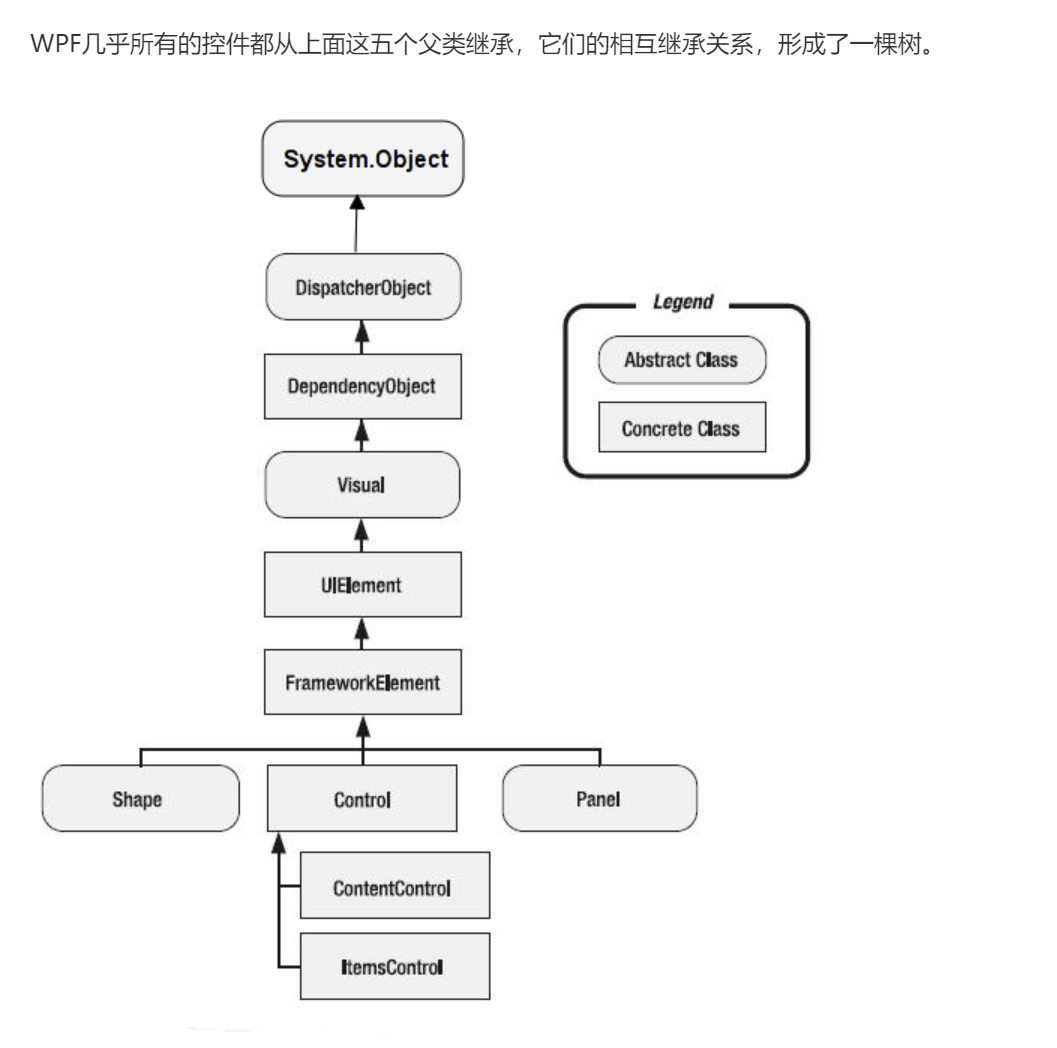 WPF几乎所有的控件都从上面这五个父类继承，它们的相互继承关系，形成了一棵树。
System.Object
DispatcherObject
Legend
Abstract Class
DependencyObject
Concrete Class
Visual
UIElement
FrameworkElement
Shape
Control
Panel
ContentControl
ItemsControl